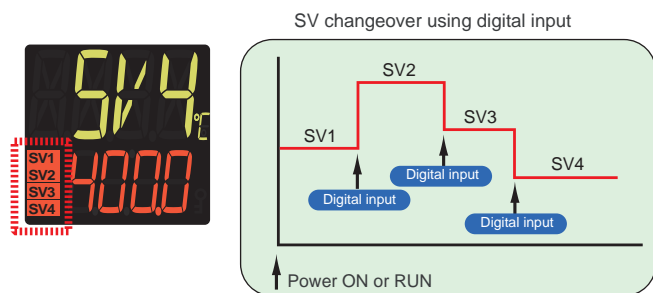 SV changeover using digital input
SV4
°C
SV1
SV2
SV3
SV4
400.0
SV1
SV2
SV3
SV4
Digital input
Digital input
Digital input
Power ON or RUN